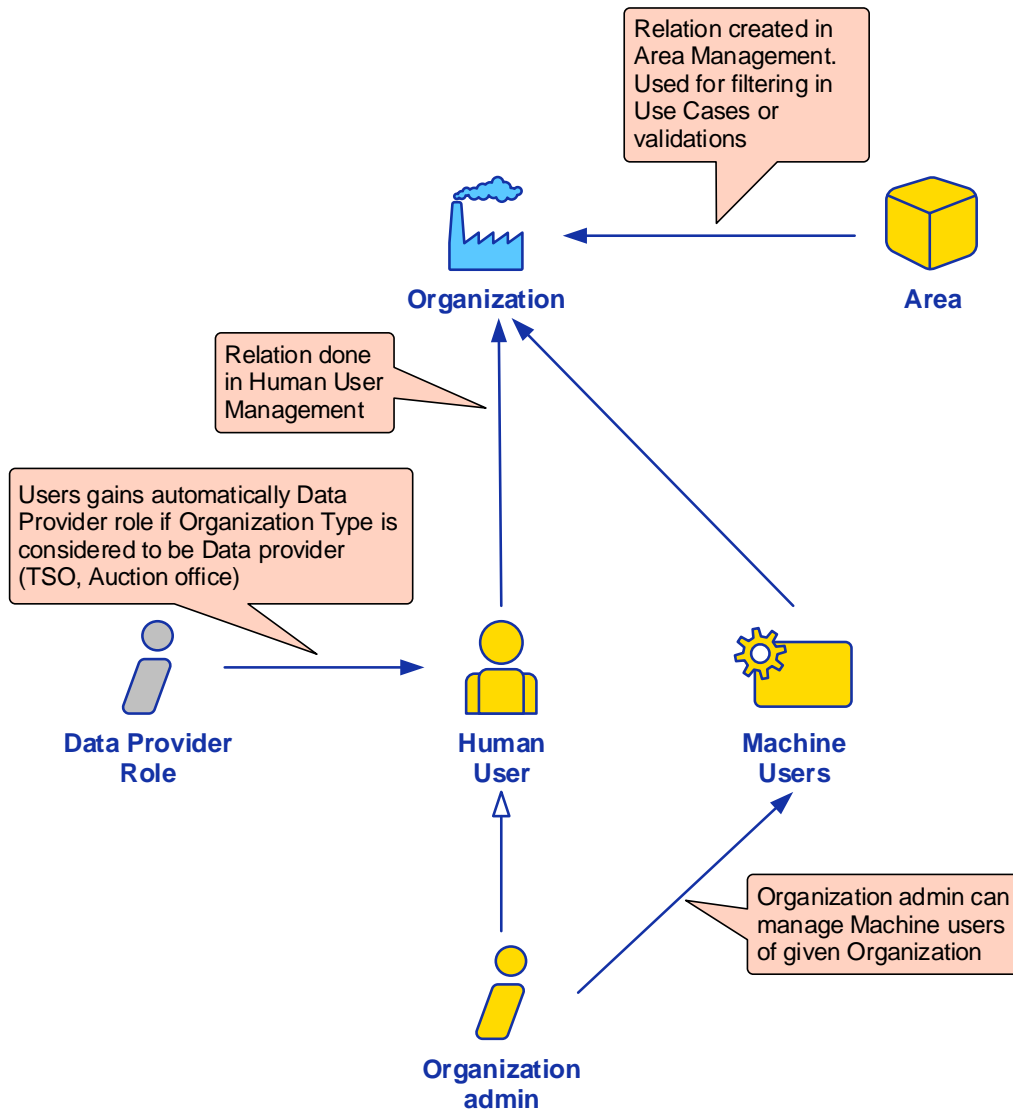 Relation created in
Area Management.
Used for filtering in
Use Cases or
validations
Organization
Area
Relation done
in Human User
Management
Users gains automatically Data
Provider role if Organization Type is
considered to be Data provider
(TSO, Auction office)
Data Provider
Role
Human
User
Machine
Users
Organization admin can
manage Machine users
of given Organization
Organization
admin